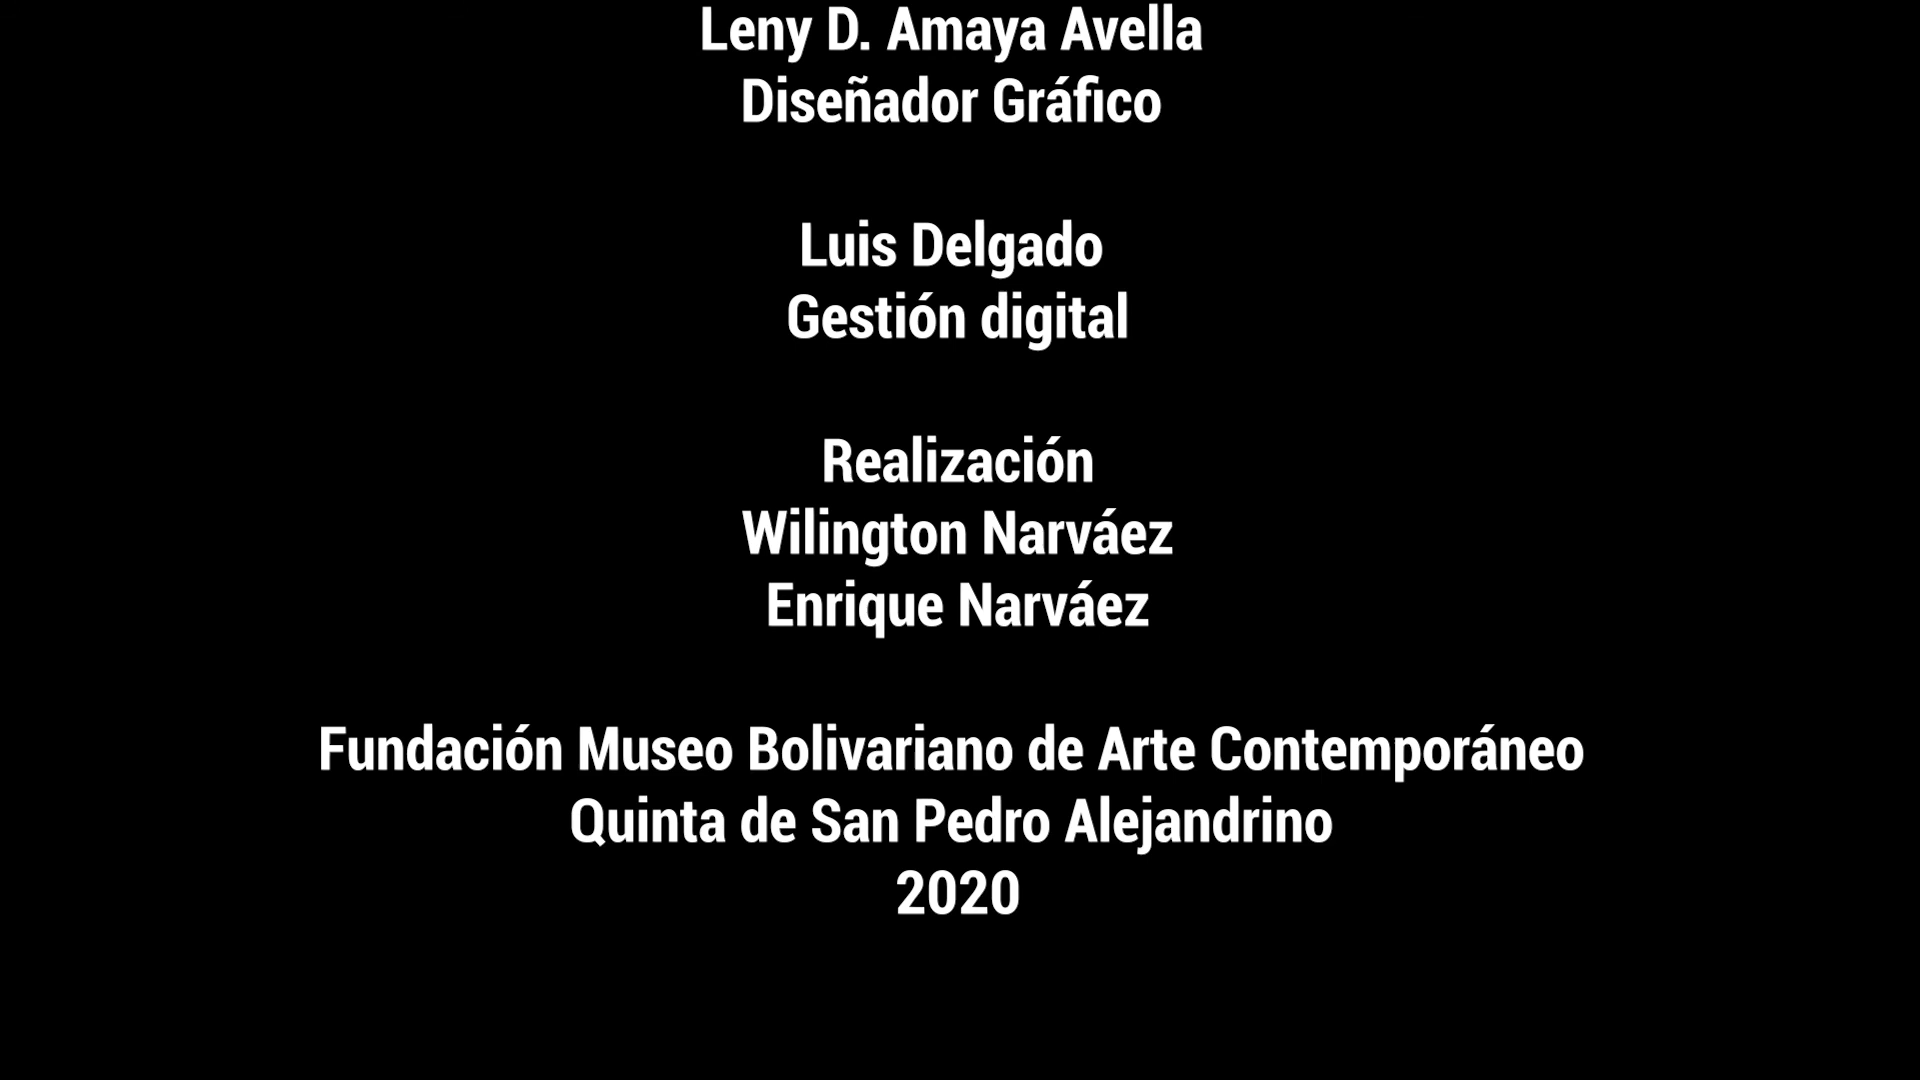 Leny D. Amaya Avella
Diseñador Gráfico
Luis Delgado
Gestión digital
Realización
Wilington Narváez
Enrique Narváez
Fundación Museo Bolivariano de Arte Contemporáneo
Quinta de San Pedro Alejandrino
2020